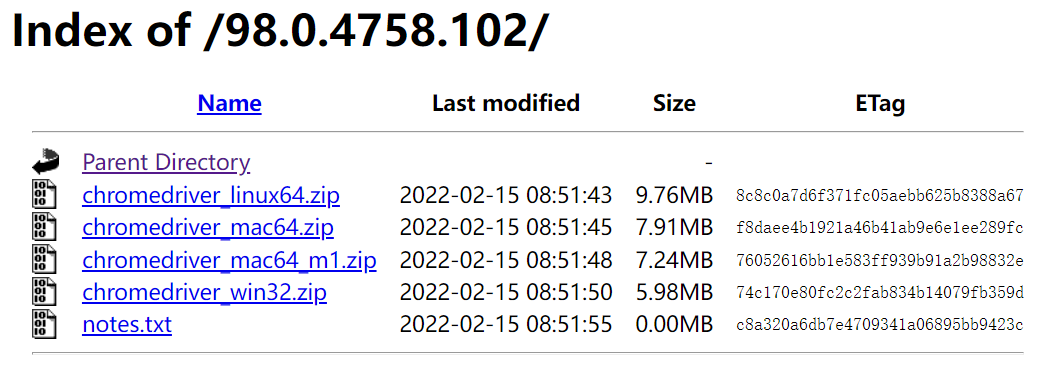 Index of /98.0.4758.102/
Name Last modified Size ETag
Parent Directory -
chromedriver_linux64.zip 2022-02-15 08:51:43 9.76MB 8c8c0a7d6f371fc05aebb625b8388a67
chromedriver_mac64.zip 2022-02-15 08:51:45 7.91MB f8daee4b1921a46b41ab9e6e1ee289fc
chromedriver_mac64_m1.zip 2022-02-15 08:51:48 7.24MB 76052616bb1e583ff939b91a2b98832e
chromedriver_win32.zip 2022-02-15 08:51:50 5.98MB 74c170e80fc2c2fab834b14079fb359d
notes.txt 2022-02-15 08:51:55 0.00MB c8a320a6db7e4709341a06895bb9423c